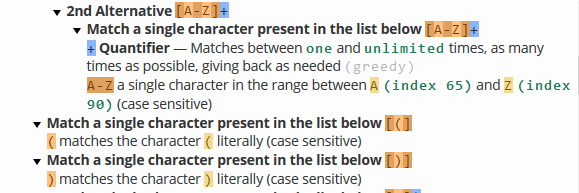 2nd Alternative [A-Z]+
Match a single character present in the list below [A-Z]+
+ Quantifier — Matches between one and unlimited times, as many
times as possible, giving back as needed (greedy)
A-Z a single character in the range between A (index 65) and Z (index
90) (case sensitive)
Match a single character present in the list below [(]
( matches the character ( literally (case sensitive)
Match a single character present in the list below [)]
) matches the character ) literally (case sensitive)